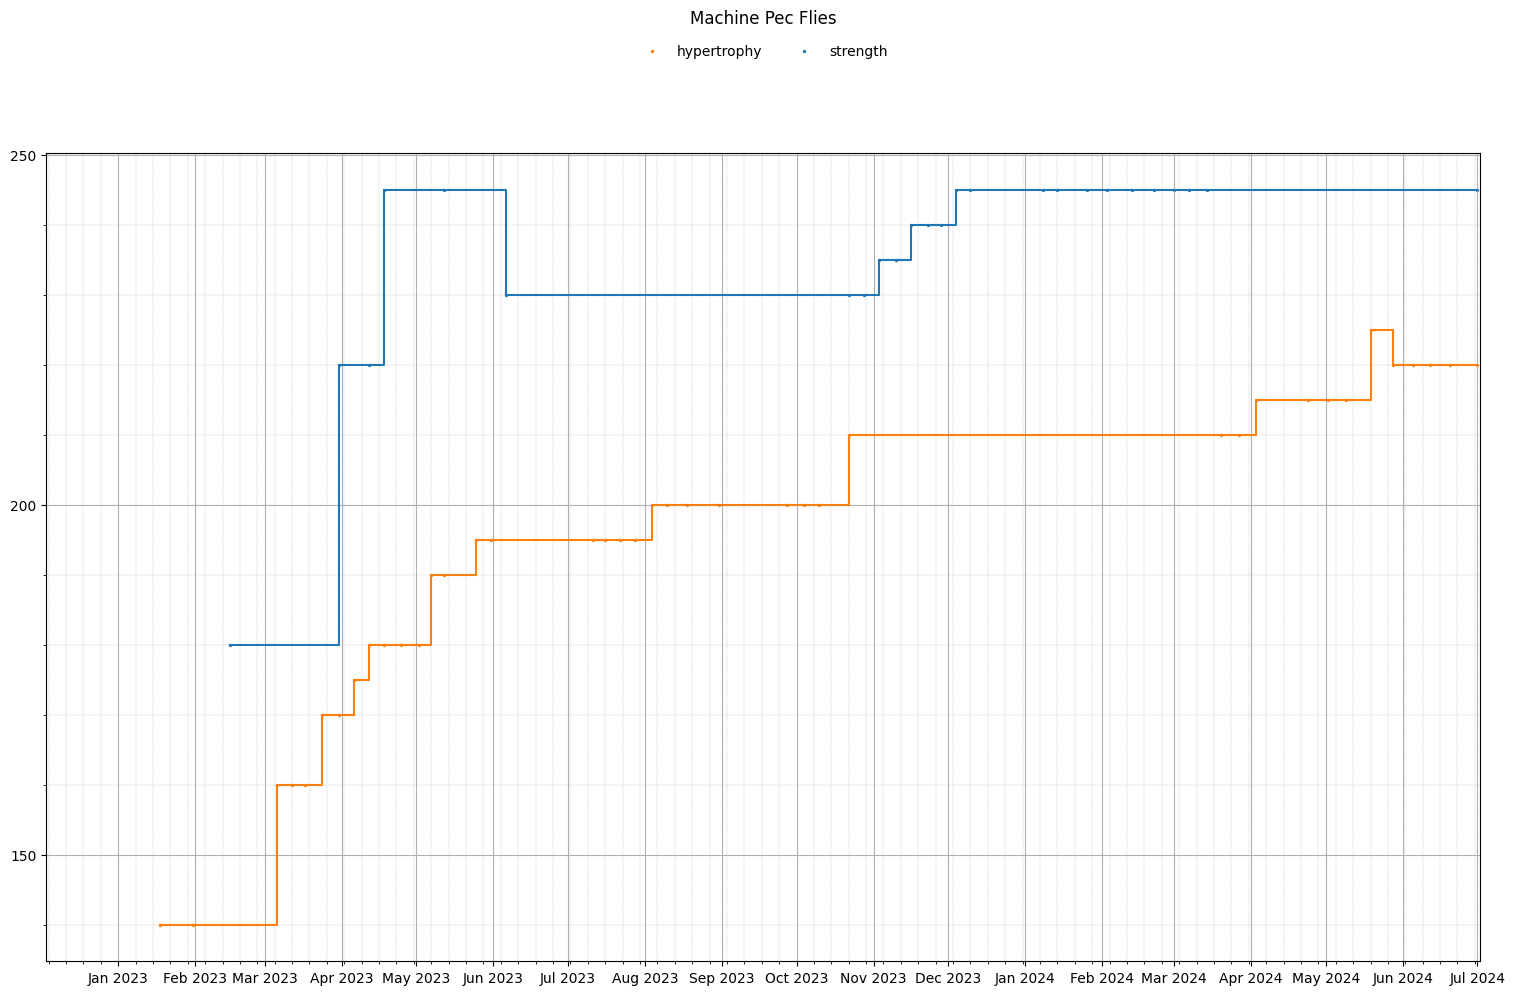 Machine Pec Flies
hypertrophy strength
250
200
150
Jan 2023 Feb 2023 Mar 2023 Apr 2023 May 2023 Jun 2023 Jul 2023 Aug 2023 Sep 2023 Oct 2023 Nov 2023 Dec 2023 Jan 2024 Feb 2024 Mar 2024 Apr 2024 May 2024 Jun 2024 Jul 2024